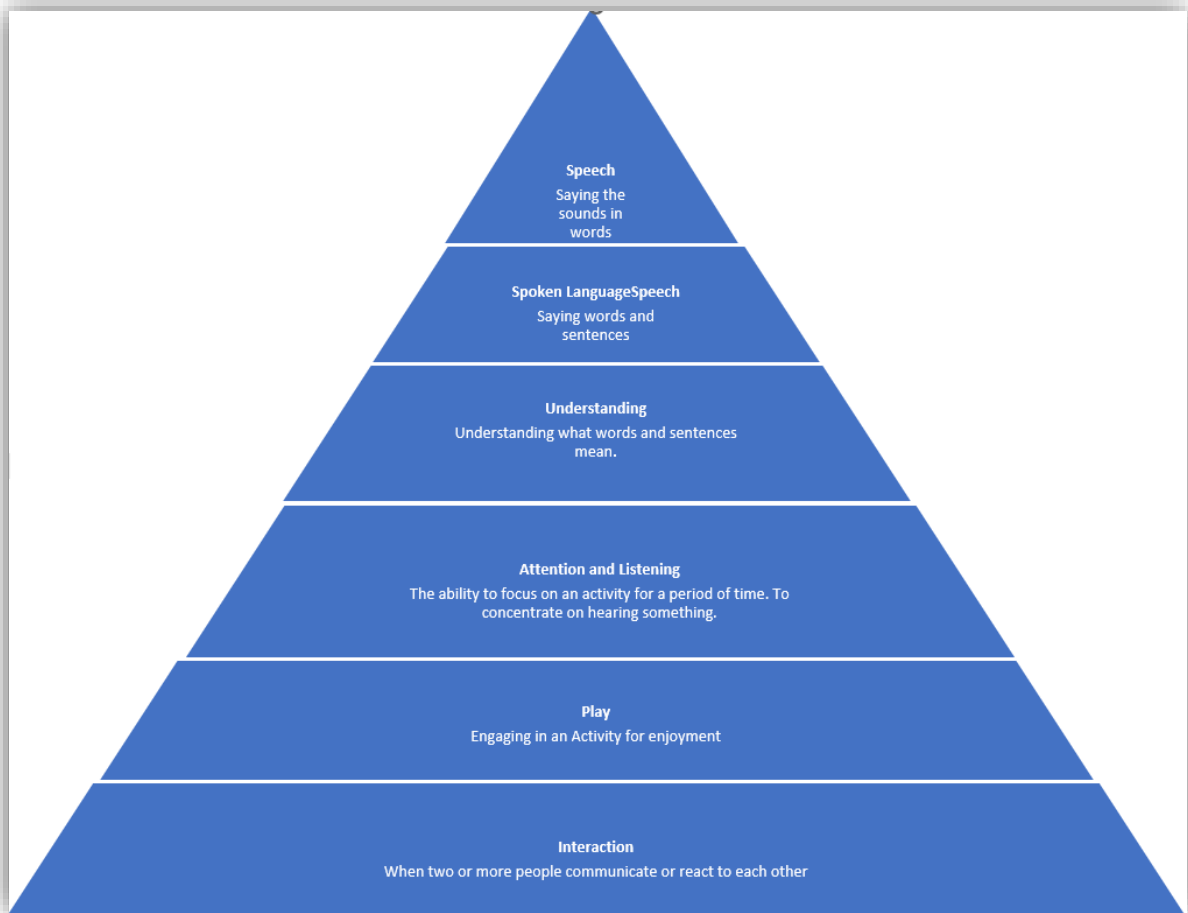 Speech
Saying the
sounds in
words
Spoken LanguageSpeech
Saying words and
sentences
Understanding
Understanding what words and sentences
mean.
Attention and Listening
The ability to focus on an activity for a period of time. To
concentrate on hearing something.
Play
Engaging in an Activity for enjoyment
Interaction
When two or more people communicate or react to each other